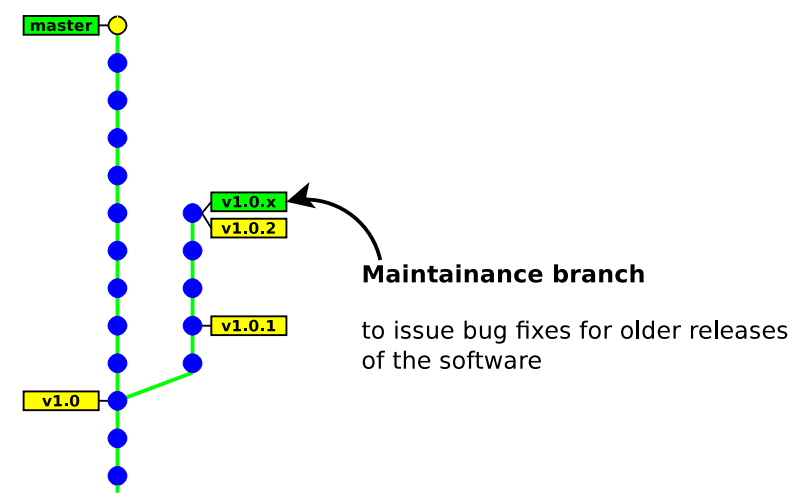 master
v1.0.x
v1.0.2
Maintainance branch
to issue bug fixes for older releases
of the software
v1.0.1
v1.0